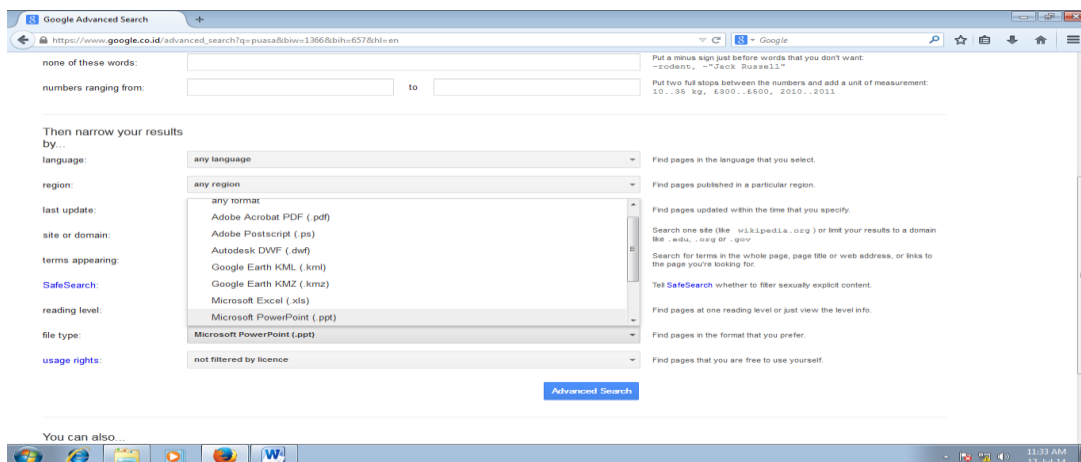 Google Advanced Search
https://www.google.co.id/advanced_search?q=puasa&biw=1366&bih=657&hl=en
Google
none of these words:
Put a minus sign just before words that you don't want:
-rodent, -"Jack Russell"
numbers ranging from:
to
Put two full stops between the numbers and add a unit of measurement:
10..35 kg, £300..£500, 2010..2011
Then narrow your results
by...
language:
any language
Find pages in the language that you select.
region:
any region
Find pages published in a particular region.
last update:
any format
Adobe Acrobat PDF (.pdf)
Find pages updated within the time that you specify.
site or domain:
Adobe Postscript (.ps)
Autodesk DWF (.dwf)
Search one site (like wikipedia.org ) or limit your results to a domain
like .edu, .org or .gov
terms appearing:
Google Earth KML (.kml)
Search for terms in the whole page, page title or web address, or links to
the page you're looking for.
SafeSearch:
Google Earth KMZ (.kmz)
Tell SafeSearch whether to filter sexually explicit content.
Microsoft Excel (.xls)
reading level:
Microsoft PowerPoint (.ppt)
Find pages at one reading level or just view the level info.
file type:
Microsoft PowerPoint (.ppt)
Find pages in the format that you prefer.
usage rights:
not filtered by licence
Find pages that you are free to use yourself.
Advanced Search
You can also...
11:33 AM
17-Jul-14